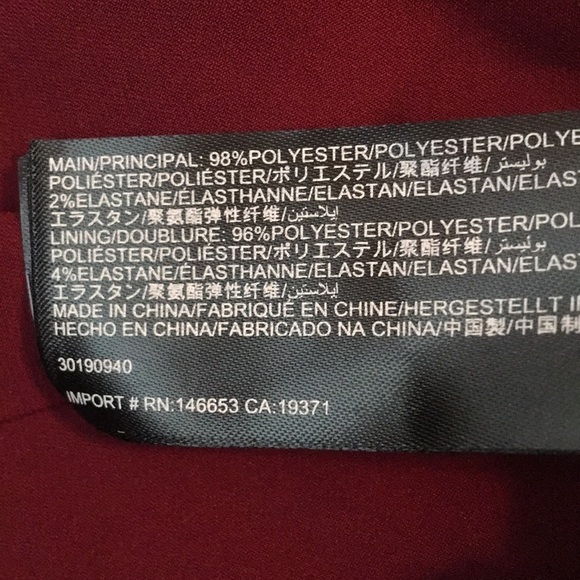 MAIN/PRINCIPAL: 98%POLYESTER/POLYESTER/POLYE
POLIÉSTER/POLIÉSTER/ポリエステル/聚酯纤维/بوليستر
2%ELASTANE/ÉLASTHANNE/ELASTAN/ELASTAN/ELAS
エラスタン/聚氨酯弹性纤维/ايلاستين
LINING/DOUBLURE: 96%POLYESTER/POLYESTER/POL
POLIÉSTER/POLIÉSTER/ポリエステル/聚酯纤维/بوليستر
4%ELASTANE/ÉLASTHANNE/ELASTAN/ELASTAN/ELAST
エラスタン/聚氨酯弹性纤维/ايلاستين
MADE IN CHINA/FABRIQUÉ EN CHINE/HERGESTELLT I
HECHO EN CHINA/FABRICADO NA CHINA/中国製/中国制
30190940
IMPORT # RN:146653 CA:19371